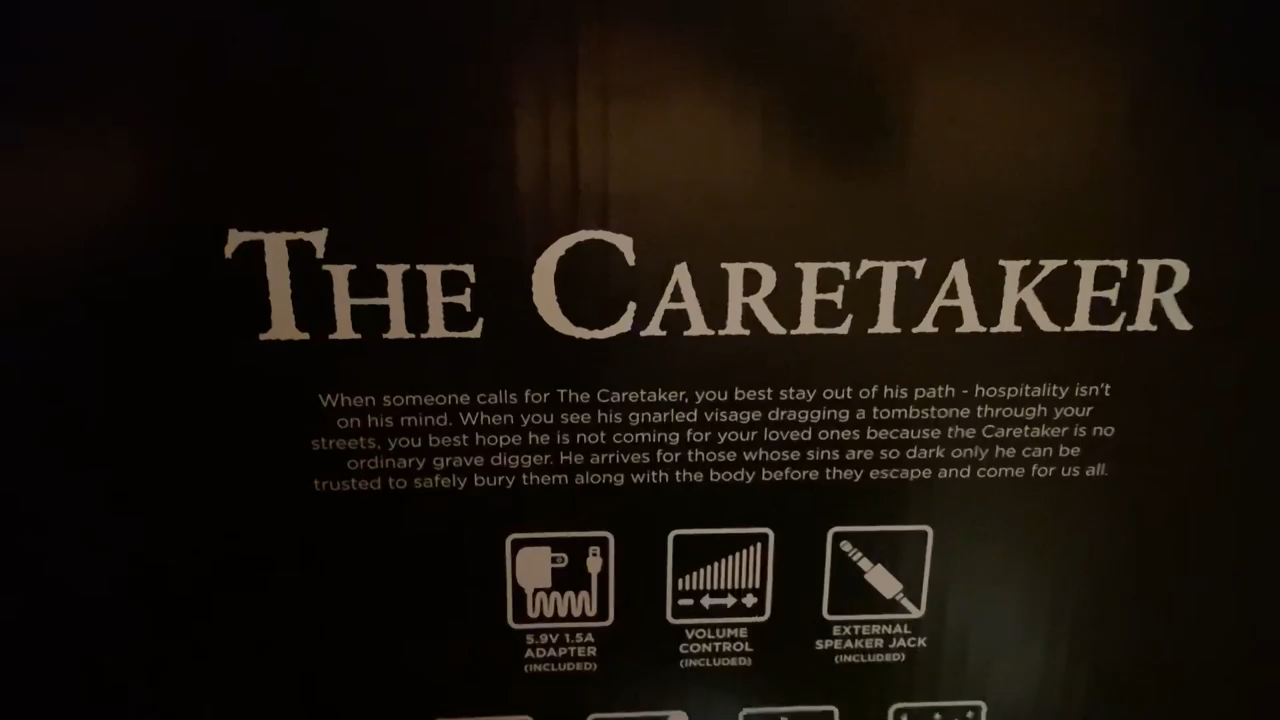 THE CARETAKER
When someone calls for The Caretaker, you best stay out of his path - hospitality isn't
on his mind. When you see his gnarled visage dragging a tombstone through your
streets, you best hope he is not coming for your loved ones because the Caretaker is no
ordinary grave digger. He arrives for those whose sins are so dark only he can be
trusted to safely bury them along with the body before they escape and come for us all.
5.9V 1.5A
ADAPTER
(INCLUDED)
VOLUME
CONTROL
(INCLUDED)
EXTERNAL
SPEAKER JACK
(INCLUDED)